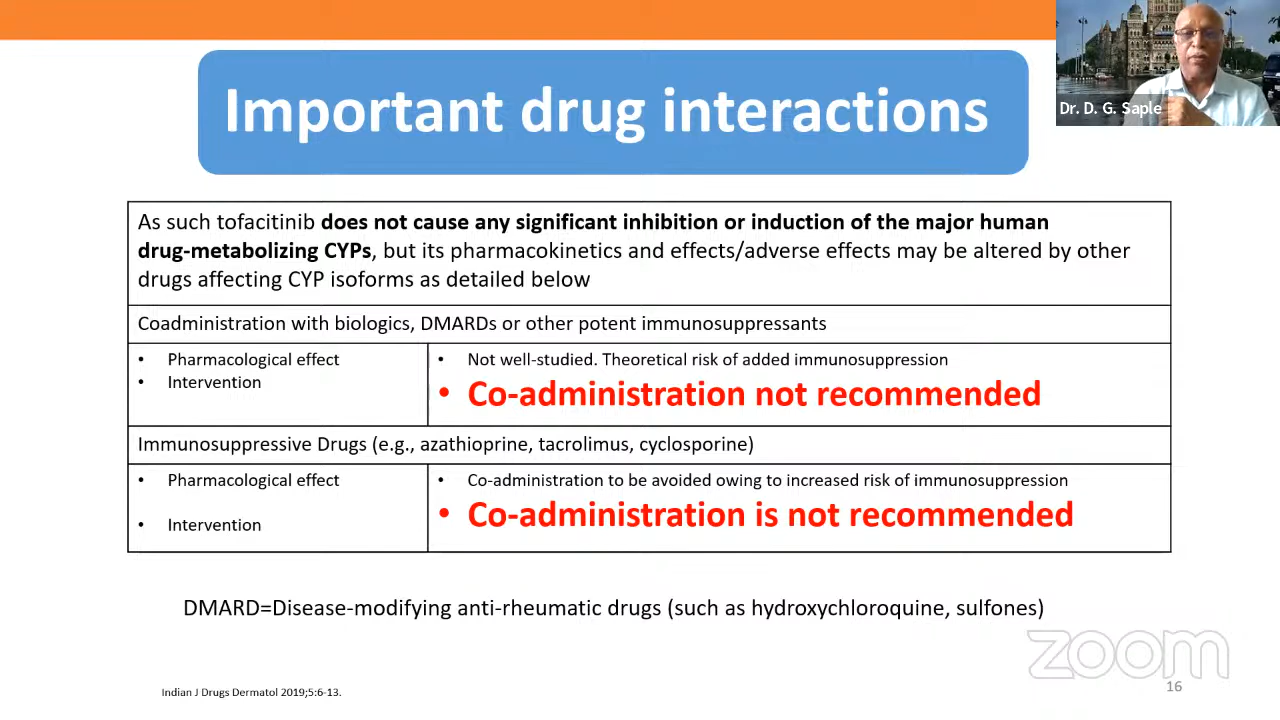 Important drug interactions
Dr. D. G. Saple
As such tofacitinib does not cause any significant inhibition or induction of the major human
drug-metabolizing CYPs, but its pharmacokinetics and effects/adverse effects may be altered by other
drugs affecting CYP isoforms as detailed below
Coadministration with biologics, DMARDs or other potent immunosuppressants
• Pharmacological effect
• Intervention
• Not well-studied. Theoretical risk of added immunosuppression
• Co-administration not recommended
Immunosuppressive Drugs (e.g., azathioprine, tacrolimus, cyclosporine)
• Pharmacological effect
• Intervention
• Co-administration to be avoided owing to increased risk of immunosuppression
• Co-administration is not recommended
DMARD=Disease-modifying anti-rheumatic drugs (such as hydroxychloroquine, sulfones)
zoom
16
Indian J Drugs Dermatol 2019;5:6-13.